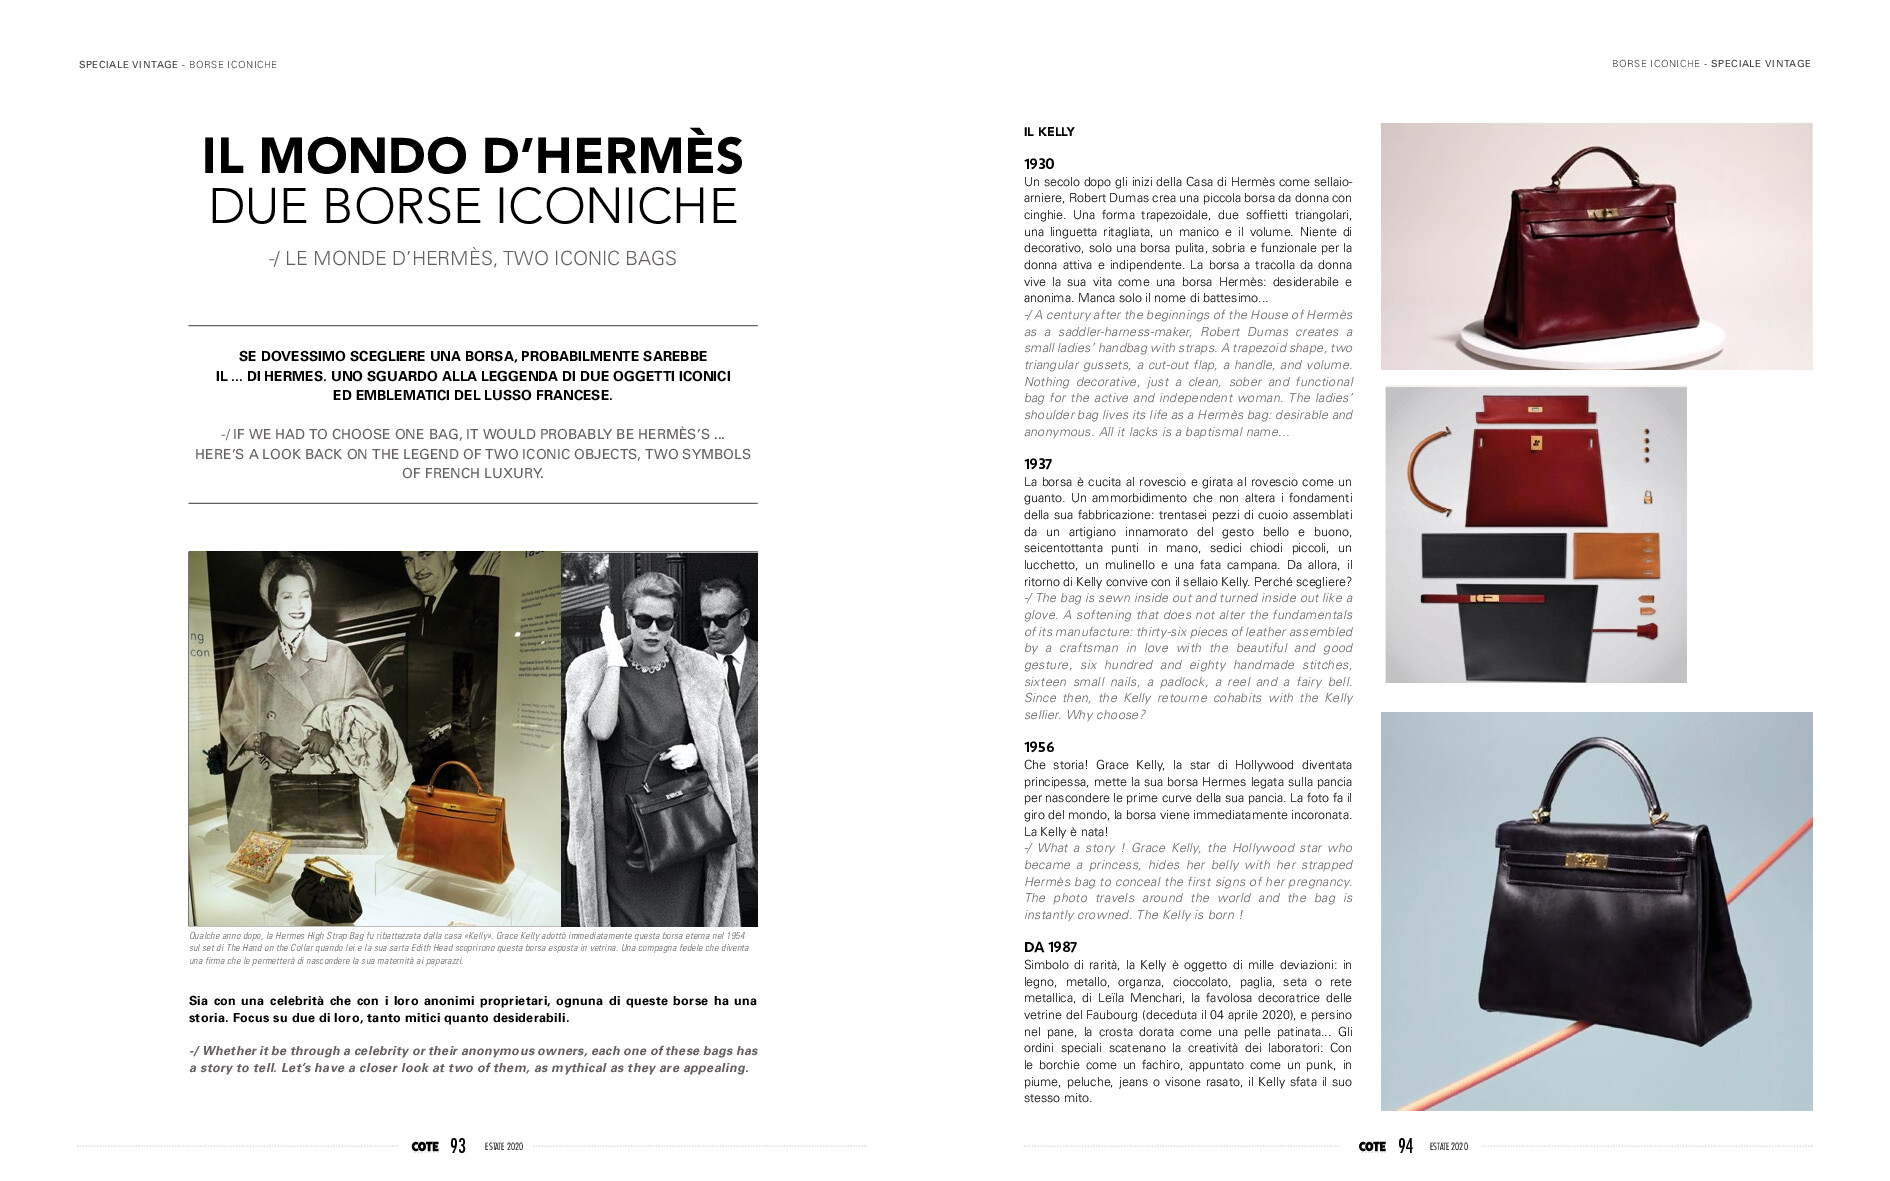 SPECIALE VINTAGE - BORSE ICONICHE
IL MONDO D'HERMÈS
DUE BORSE ICONICHE
-/ LE MONDE D'HERMÈS, TWO ICONIC BAGS
SE DOVESSIMO SCEGLIERE UNA BORSA, PROBABILMENTE SAREBBE
IL ... DI HERMES. UNO SGUARDO ALLA LEGGENDA DI DUE OGGETTI ICONICI
ED EMBLEMATICI DEL LUSSO FRANCESE.
-/ IF WE HAD TO CHOOSE ONE BAG, IT WOULD PROBABLY BE HERMÈS'S ...
HERE'S A LOOK BACK ON THE LEGEND OF TWO ICONIC OBJECTS, TWO SYMBOLS
OF FRENCH LUXURY.
ng
con
Qualche anno dopo, la Hermes High Strap Bag fu ribattezzata dalla casa «Kelly». Grace Kelly adottò immediatamente questa borsa eterna nel 1954
sul set di The Hand on the Collar quando lei e la sua sarta Edith Head scoprirono questa borsa esposta in vetrina. Una compagna fedele che diventa
una firma che le permetterà di nascondere la sua maternità ai paparazzi.
Sia con una celebrità che con i loro anonimi proprietari, ognuna di queste borse ha una
storia. Focus su due di loro, tanto mitici quanto desiderabili.
-/ Whether it be through a celebrity or their anonymous owners, each one of these bags has
a story to tell. Let's have a closer look at two of them, as mythical as they are appealing.
COTE 93 ESTATE 2020
BORSE ICONICHE - SPECIALE VINTAGE
IL KELLY
1930
Un secolo dopo gli inizi della Casa di Hermès come sellaio-
arniere, Robert Dumas crea una piccola borsa da donna con
cinghie. Una forma trapezoidale, due soffietti triangolari,
una linguetta ritagliata, un manico e il volume. Niente di
decorativo, solo una borsa pulita, sobria e funzionale per la
donna attiva e indipendente. La borsa a tracolla da donna
vive la sua vita come una borsa Hermès: desiderabile e
anonima. Manca solo il nome di battesimo...
-/ A century after the beginnings of the House of Hermès
as a saddler-harness-maker, Robert Dumas creates a
small ladies' handbag with straps. A trapezoid shape, two
triangular gussets, a cut-out flap, a handle, and volume.
Nothing decorative, just a clean, sober and functional
bag for the active and independent woman. The ladies'
shoulder bag lives its life as a Hermès bag: desirable and
anonymous. All it lacks is a baptismal name...
1937
La borsa è cucita al rovescio e girata al rovescio come un
guanto. Un ammorbidimento che non altera i fondamenti
della sua fabbricazione: trentasei pezzi di cuoio assemblati
da un artigiano innamorato del gesto bello e buono,
seicentottanta punti in mano, sedici chiodi piccoli, un
lucchetto, un mulinello e una fata campana. Da allora, il
ritorno di Kelly convive con il sellaio Kelly. Perché scegliere?
-/ The bag is sewn inside out and turned inside out like a
glove. A softening that does not alter the fundamentals
of its manufacture: thirty-six pieces of leather assembled
by a craftsman in love with the beautiful and good
gesture, six hundred and eighty handmade stitches,
sixteen small nails, a padlock, a reel and a fairy bell.
Since then, the Kelly retourne cohabits with the Kelly
sellier. Why choose?
1956
Che storia! Grace Kelly, la star di Hollywood diventata
principessa, mette la sua borsa Hermes legata sulla pancia
per nascondere le prime curve della sua pancia. La foto fa il
giro del mondo, la borsa viene immediatamente incoronata.
La Kelly è nata!
-/ What a story ! Grace Kelly, the Hollywood star who
became a princess, hides her belly with her strapped
Hermès bag to conceal the first signs of her pregnancy.
The photo travels around the world and the bag is
instantly crowned. The Kelly is born !
DA 1987
Simbolo di rarità, la Kelly è oggetto di mille deviazioni: in
legno, metallo, organza, cioccolato, paglia, seta o rete
metallica, di Leïla Menchari, la favolosa decoratrice delle
vetrine del Faubourg (deceduta il 04 aprile 2020), e persino
nel pane, la crosta dorata come una pelle patinata... Gli
ordini speciali scatenano la creatività dei laboratori: Con
le borchie come un fachiro, appuntato come un punk, in
piume, peluche, jeans o visone rasato, il Kelly sfata il suo
stesso mito.
COTE 94 ESTATE 2020